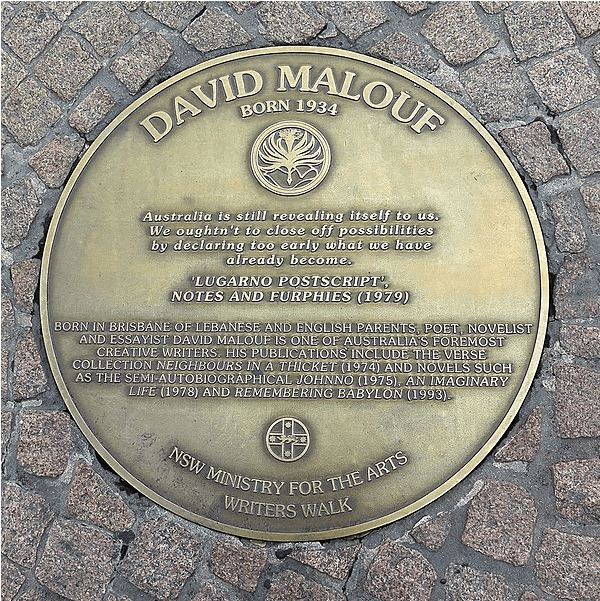 DAVID MALOUF
BORN 1934
Australia is still revealing itself to us.
We oughtn't to close off possibilities
by declaring too early what we have
already become.
'LUGARNO POSTSCRIPT',
NOTES AND FURPHIES (1979)
BORN IN BRISBANE OF LEBANESE AND ENGLISH PARENTS, POET, NOVELIST
AND ESSAYIST DAVID MALOUF IS ONE OF AUSTRALIA'S FOREMOST
CREATIVE WRITERS. HIS PUBLICATIONS INCLUDE THE VERSE
COLLECTION NEIGHBOURS IN A THICKET (1974) AND NOVELS SUCH
AS THE SEMI-AUTOBIOGRAPHICAL JOHNNO (1975), AN IMAGINARY
LIFE (1978) AND REMEMBERING BABYLON (1993).
NSW MINISTRY FOR THE ARTS
WRITERS WALK